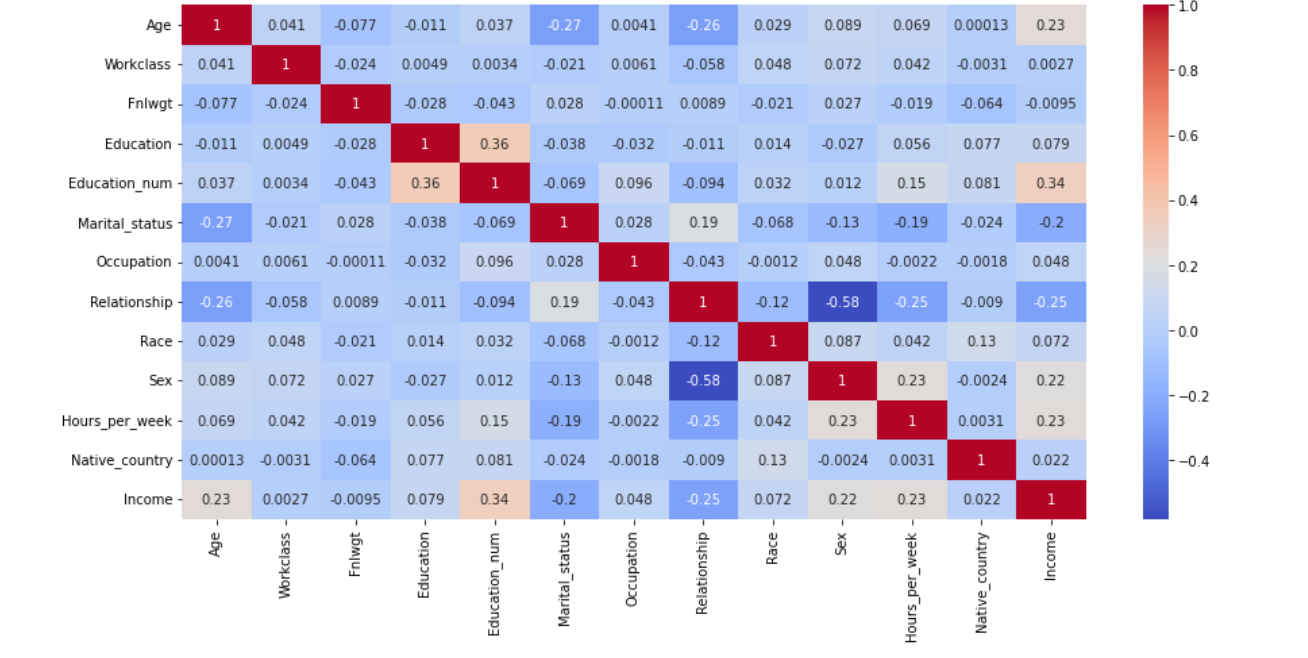 Age 1 0.041 -0.077 -0.011 0.037 -0.27 0.0041 -0.26 0.029 0.089 0.069 0.00013 0.23
Workclass 0.041 1 -0.024 0.0049 0.0034 -0.021 0.0061 -0.058 0.048 0.072 0.042 -0.0031 0.0027
Fnlwgt -0.077 -0.024 1 -0.028 -0.043 0.028 -0.00011 0.0089 -0.021 0.027 -0.019 -0.064 -0.0095
Education -0.011 0.0049 -0.028 1 0.36 -0.038 -0.032 -0.011 0.014 -0.027 0.056 0.077 0.079
Education_num 0.037 0.0034 -0.043 0.36 1 -0.069 0.096 -0.094 0.032 0.012 0.15 0.081 0.34
Marital_status -0.27 -0.021 0.028 -0.038 -0.069 1 0.028 0.19 -0.068 -0.13 -0.19 -0.024 -0.2
Occupation 0.0041 0.0061 -0.00011 -0.032 0.096 0.028 1 -0.043 -0.0012 0.048 -0.0022 -0.0018 0.048
Relationship -0.26 -0.058 0.0089 -0.011 -0.094 0.19 -0.043 1 -0.12 -0.58 -0.25 -0.009 -0.25
Race 0.029 0.048 -0.021 0.014 0.032 -0.068 -0.0012 -0.12 1 0.087 0.042 0.13 0.072
Sex 0.089 0.072 0.027 -0.027 0.012 -0.13 0.048 -0.58 0.087 1 0.23 -0.0024 0.22
Hours_per_week 0.069 0.042 -0.019 0.056 0.15 -0.19 -0.0022 -0.25 0.042 0.23 1 0.0031 0.23
Native_country 0.00013 -0.0031 -0.064 0.077 0.081 -0.024 -0.0018 -0.009 0.13 -0.0024 0.0031 1 0.022
Income 0.23 0.0027 -0.0095 0.079 0.34 -0.2 0.048 -0.25 0.072 0.22 0.23 0.022 1
Age
Workclass
Fnlwgt
Education
Education_num
Marital_status
Occupation
Relationship
Race
Sex
Hours_per_week
Native_country
Income
1.0
0.8
0.6
0.4
0.2
0.0
−0.2
−0.4